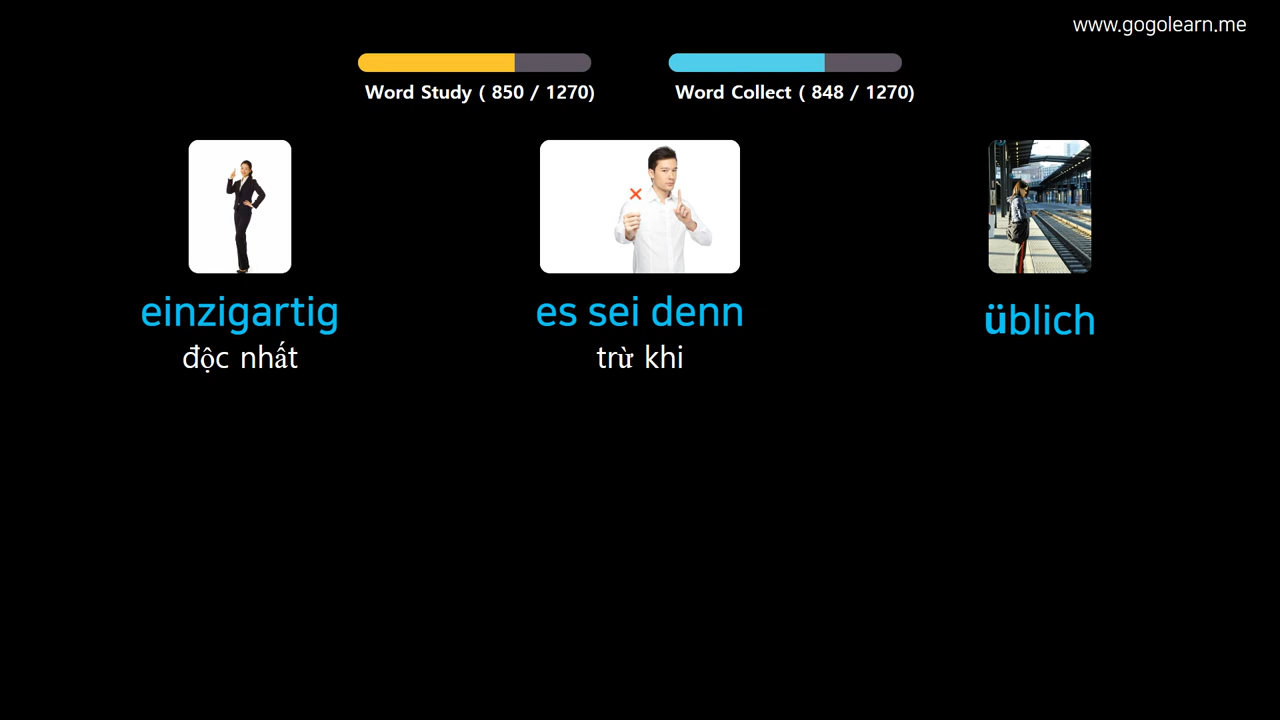 www.gogolearn.me
Word Study ( 850 / 1270)
Word Collect ( 848 / 1270)
einzigartig
độc nhất
es sei denn
trừ khi
üblich